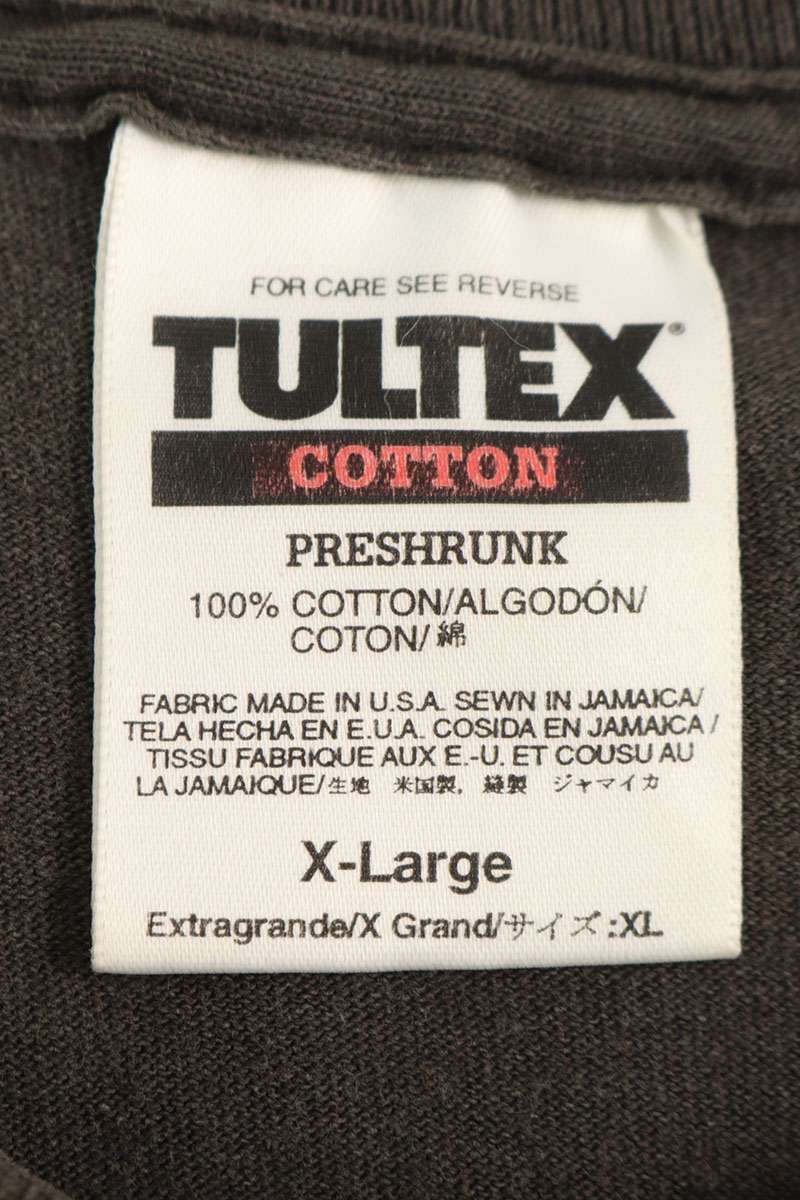 FOR CARE SEE REVERSE
TULTEX®
COTTON
PRESHRUNK
100% COTTON/ALGODÓN/
COTON/綿
FABRIC MADE IN U.S.A. SEWN IN JAMAICA/
TELA HECHA EN E.U.A. COSIDA EN JAMAICA/
TISSU FABRIQUE AUX E.-U. ET COUSU AU
LA JAMAIQUE/生地 米国製, 縫製 ジャマイカ
X-Large
Extragrande/X Grand/サイズ:XL